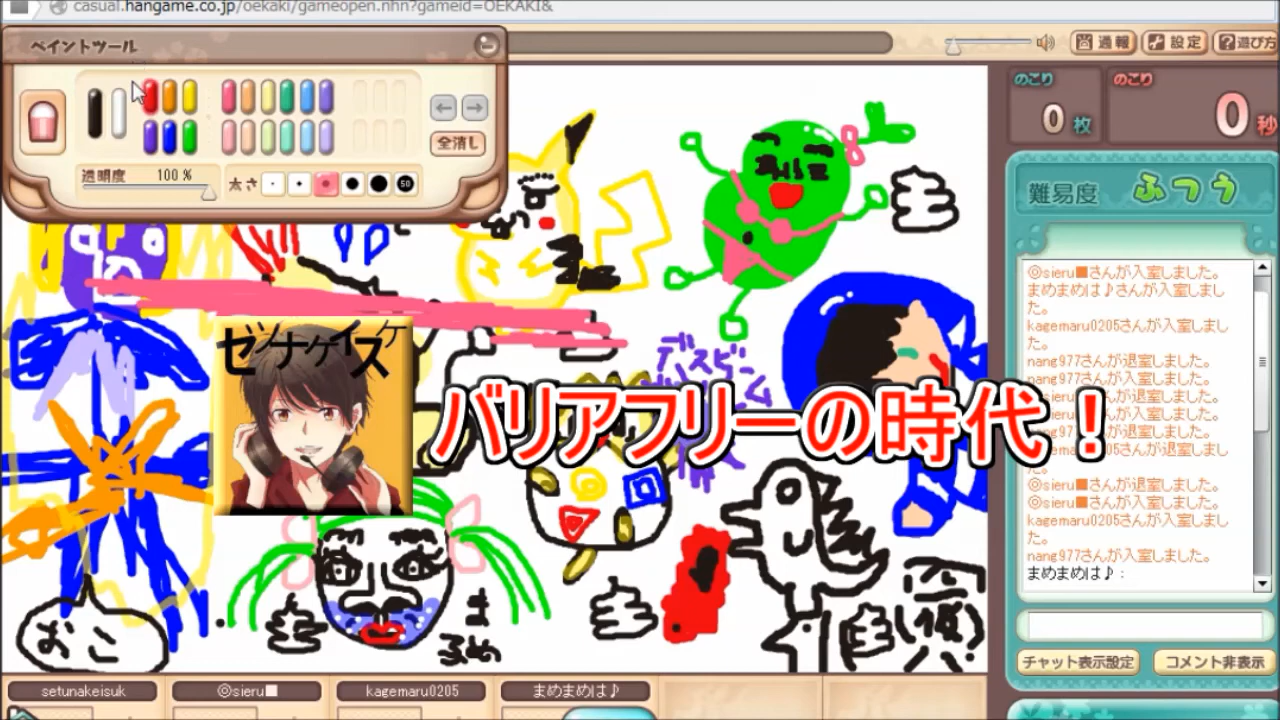 casual.hangame.co.jp/oekaki/gameopen.nhn?gameid=OEKAKI&
ペイントツール
通報
設定
遊び方
全消し
透明度 100 %
太さ
50
のこり
0 枚
のこり
0 秒
難易度 ふつう
◎sieru■さんが入室しました。
まめまめは♪さんが入室しまし
た。
kagemaru0205さんが入室しまし
た。
nang977さんが退室しました。
nang977さんが入室しました。
kagemaru0205さんが入室しまし
た。
nang977さんが入室しました。
◎sieru■さんが退室しました。
◎sieru■さんが入室しました。
まめまめは♪：
デスビーム
ゼツナケイスケ
バリアフリーの時代！
おこ
まろめ
(仮)
チャット表示設定
コメント非表示
setunakeisuk
◎sieru■
kagemaru0205
まめまめは♪